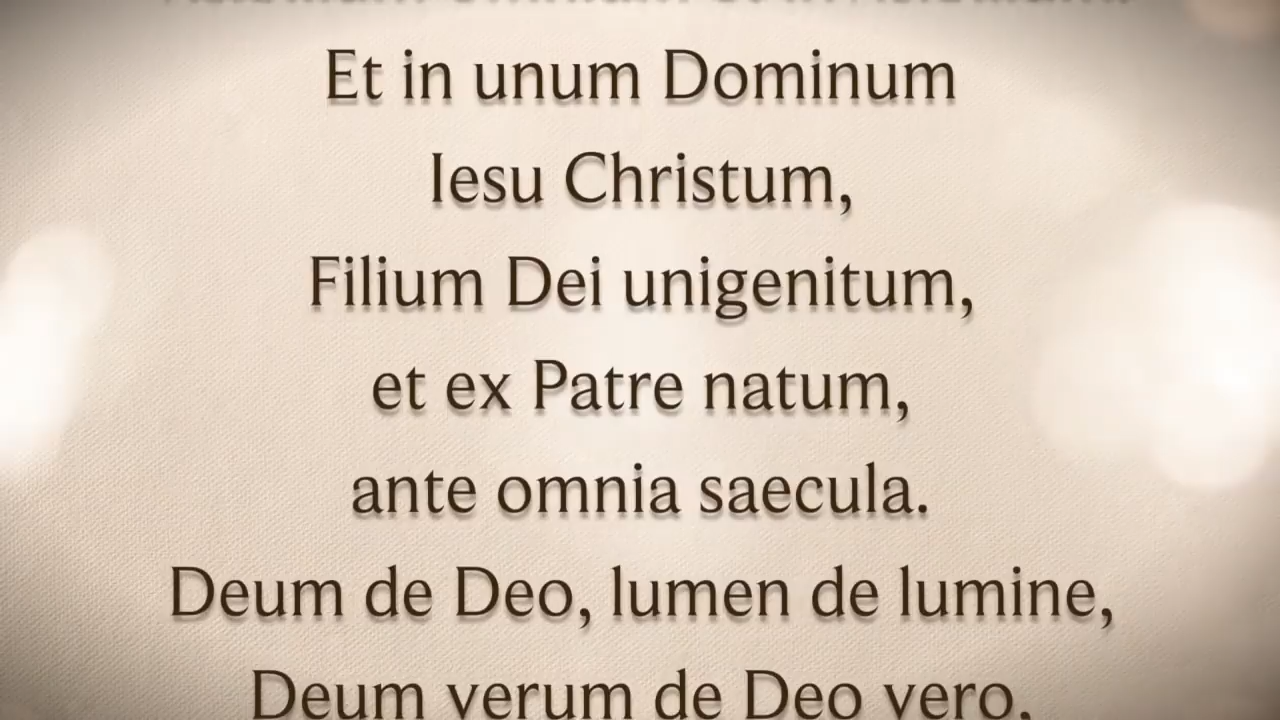 Et in unum Dominum
Iesu Christum,
Filium Dei unigenitum,
et ex Patre natum,
ante omnia saecula.
Deum de Deo, lumen de lumine,
Deum verum de Deo vero,